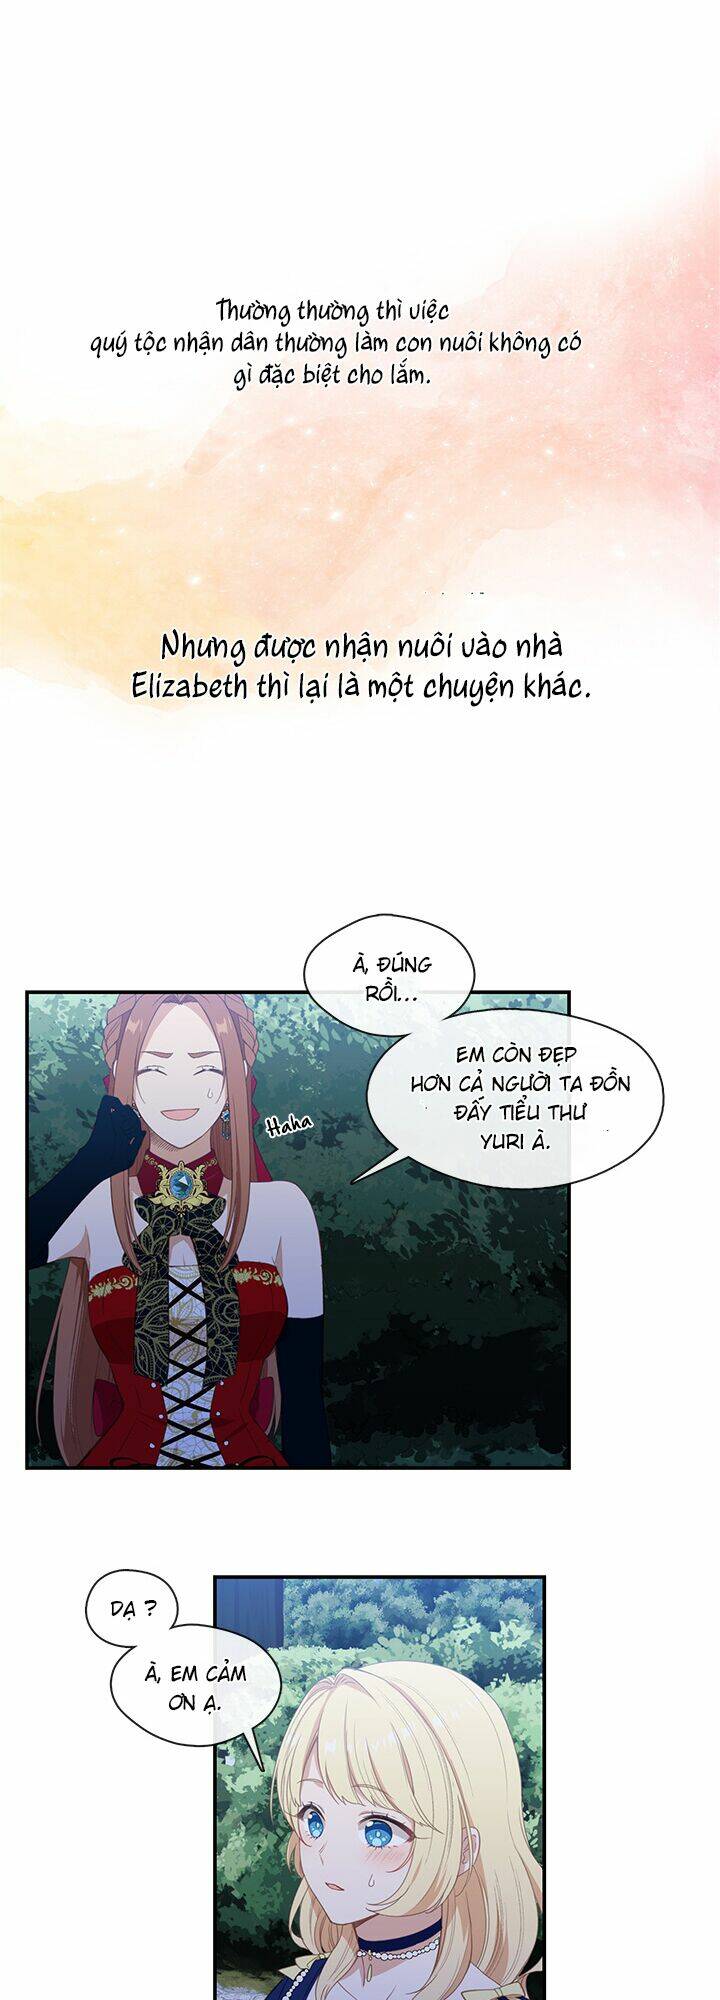 Thường thường thì việc
quý tộc nhận dân thường làm con nuôi không có
gì đặc biệt cho lắm.
Nhưng được nhận nuôi vào nhà
Elizabeth thì lại là một chuyện khác.
À, ĐÚNG
RỒI...
EM CÒN ĐẸP
HƠN CẢ NGƯỜI TA ĐỒN
ĐẤY TIỂU THƯ
YURI À.
Haha
DẠ ?
À, EM CẢM
ƠN Ạ.